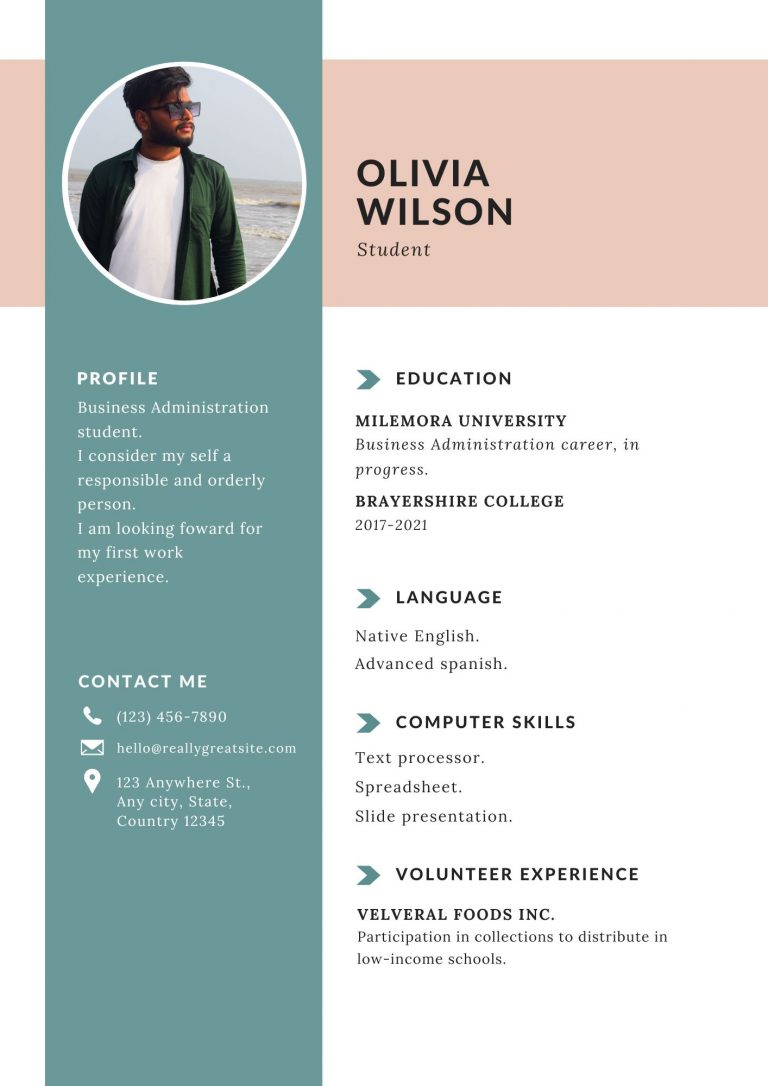 OLIVIA
WILSON
Student
PROFILE
Business Administration
student.
I consider my self a
responsible and orderly
person.
I am looking foward for
my first work
experience.
CONTACT ME
(123) 456-7890
hello@reallygreatsite.com
123 Anywhere St.,
Any city, State,
Country 12345
EDUCATION
MILEMORA UNIVERSITY
Business Administration career, in
progress.
BRAYERSHIRE COLLEGE
2017-2021
LANGUAGE
Native English.
Advanced spanish.
COMPUTER SKILLS
Text processor.
Spreadsheet.
Slide presentation.
VOLUNTEER EXPERIENCE
VELVERAL FOODS INC.
Participation in collections to distribute in
low-income schools.